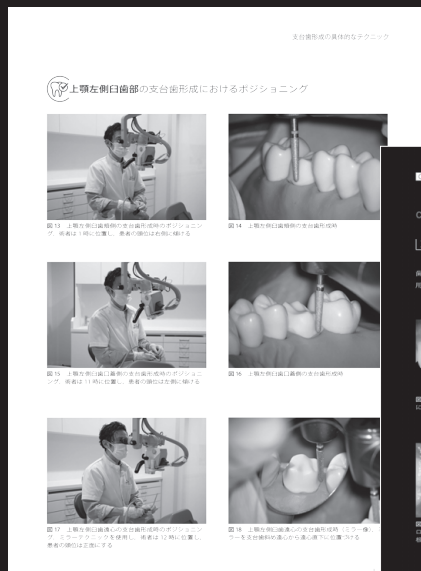 支台歯形成の具体的なテクニック
上顎左側臼歯部の支台歯形成におけるポジショニング
図13 上顎左側臼歯頬側の支台歯形成時のポジショニン
グ．術者は1時に位置し，患者の頭位は右側に傾ける
図14 上顎左側臼歯頬側の支台歯形成時
図15 上顎左側臼歯口蓋側の支台歯形成時のポジショニ
ング．術者は11時に位置し，患者の頭位は左側に傾ける
図16 上顎左側臼歯口蓋側の支台歯形成時
図17 上顎左側臼歯遠心の支台歯形成時のポジショニン
グ．ミラーテクニックを使用し，術者は12時に位置し，
患者の頭位は正面にする
図18 上顎左側臼歯遠心の支台歯形成時（ミラー像）．
ラーを支台歯斜め遠心から遠心直下に位置づける